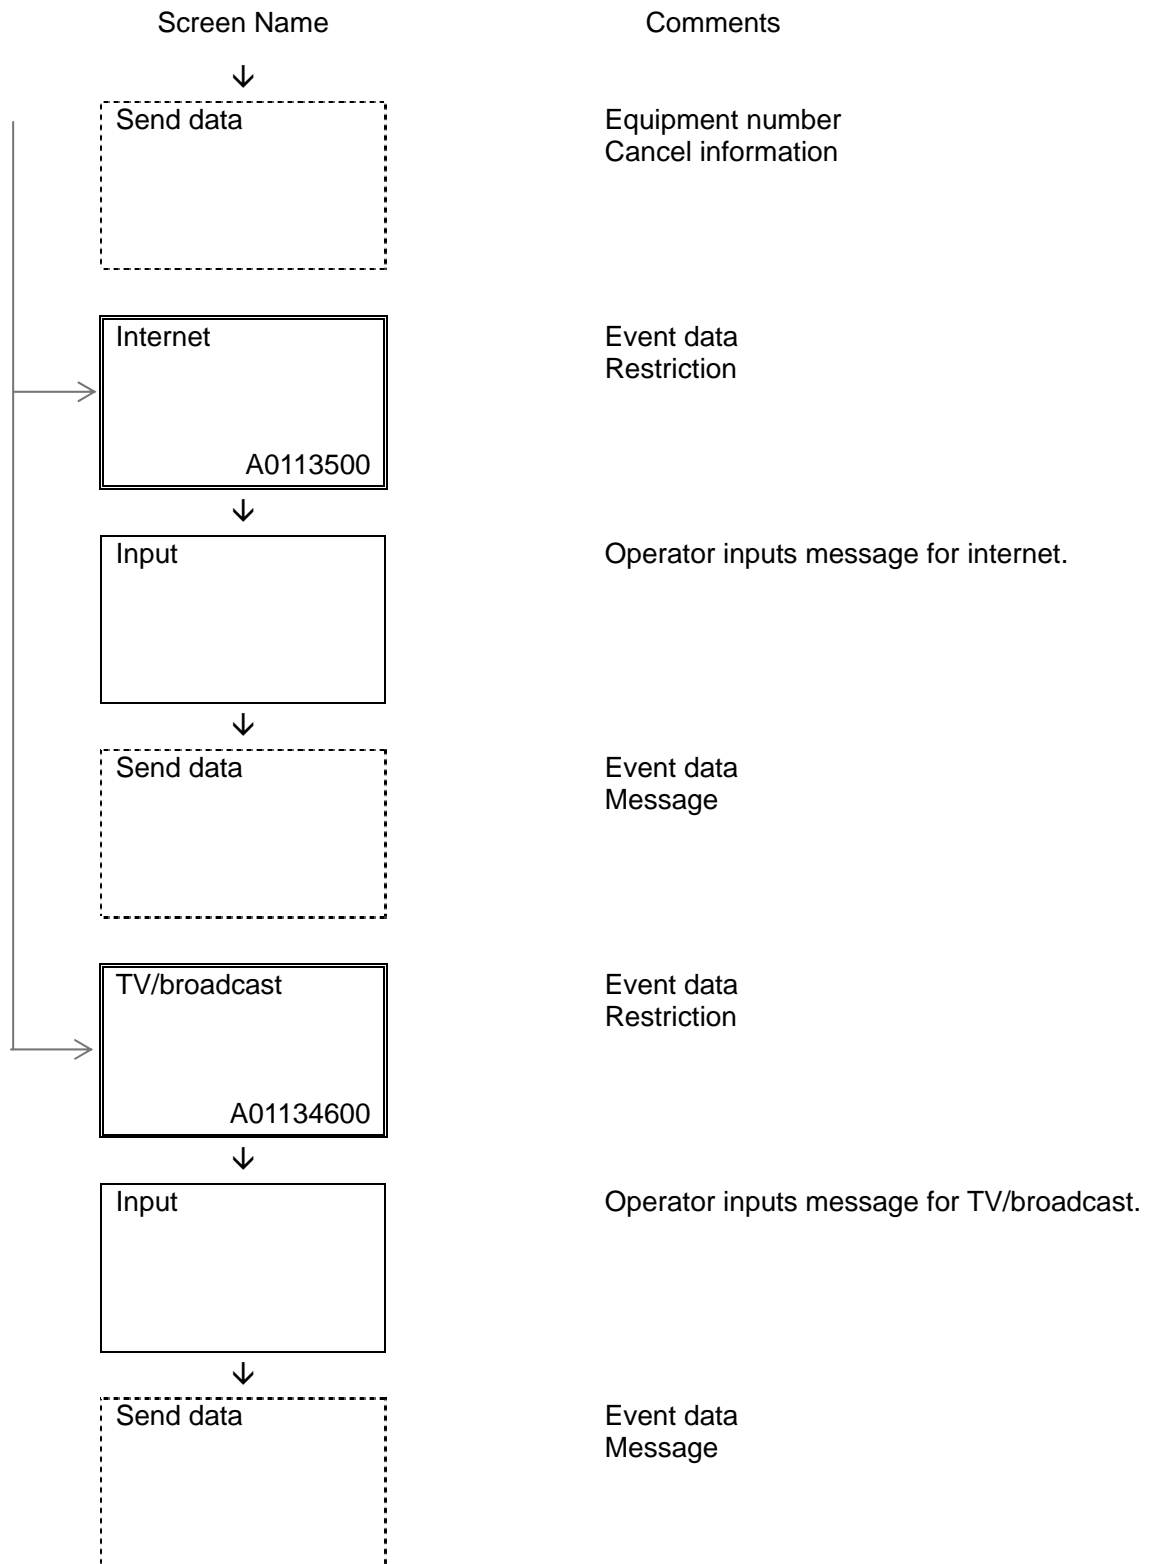 Screen Name Comments
Send data Equipment number
Cancel information
Internet Event data
Restriction
A0113500
Input Operator inputs message for internet.
Send data Event data
Message
TV/broadcast Event data
Restriction
A01134600
Input Operator inputs message for TV/broadcast.
Send data Event data
Message